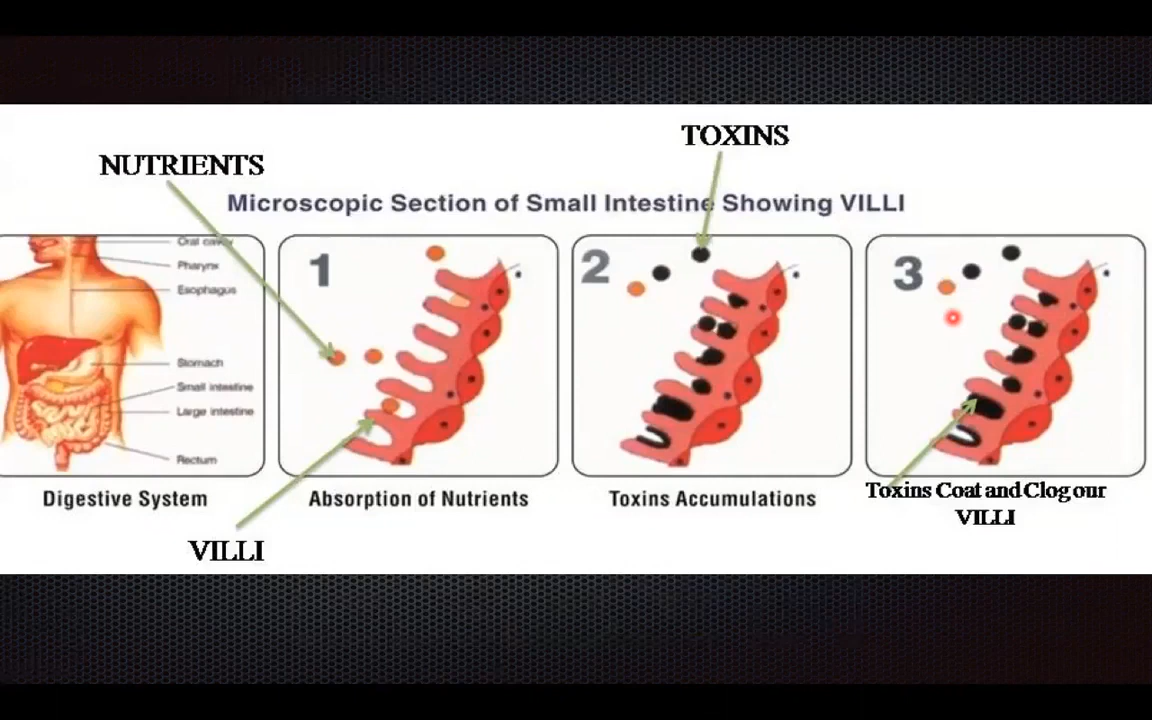 TOXINS
NUTRIENTS
Microscopic Section of Small Intestine Showing VILLI
Oral cavity
Pharynx
Esophagus
Stomach
Small intestine
Large intestine
Rectum
1
2
3
Digestive System
Absorption of Nutrients
Toxins Accumulations
Toxins Coat and Clog our
VILLI
VILLI